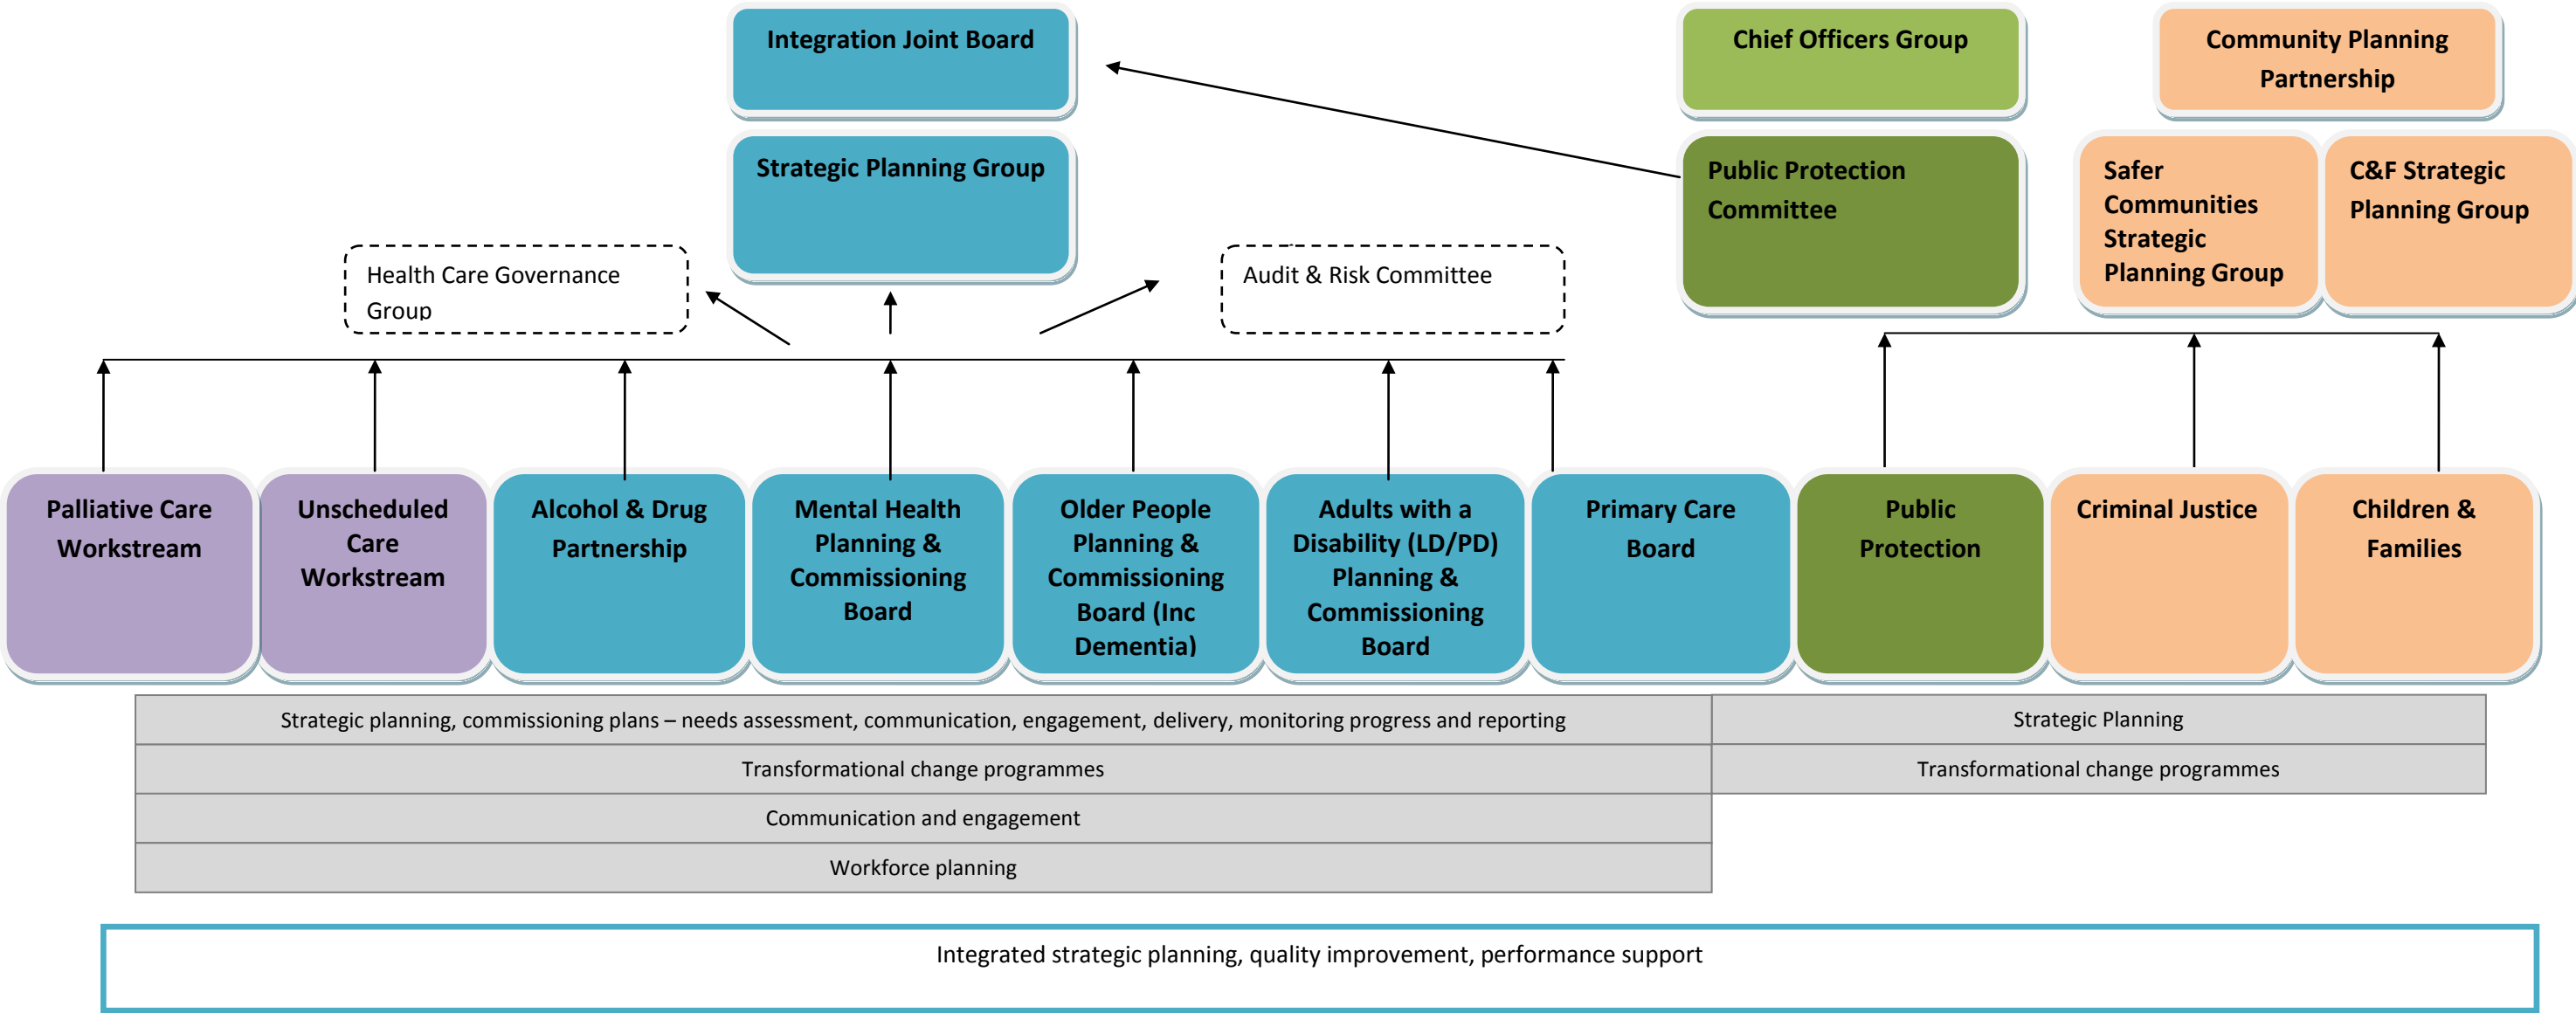 Integration Joint Board
Chief Officers Group
Community Planning
Partnership
Strategic Planning Group
Public Protection
Committee
Safer
Communities
Strategic
Planning Group
C&F Strategic
Planning Group
Health Care Governance
Group
Audit & Risk Committee
Palliative Care
Workstream
Unscheduled
Care
Workstream
Alcohol & Drug
Partnership
Mental Health
Planning &
Commissioning
Board
Older People
Planning &
Commissioning
Board (Inc
Dementia)
Adults with a
Disability (LD/PD)
Planning &
Commissioning
Board
Primary Care
Board
Public
Protection
Criminal Justice
Children &
Families
Strategic planning, commissioning plans – needs assessment, communication, engagement, delivery, monitoring progress and reporting
Strategic Planning
Transformational change programmes
Transformational change programmes
Communication and engagement
Workforce planning
Integrated strategic planning, quality improvement, performance support